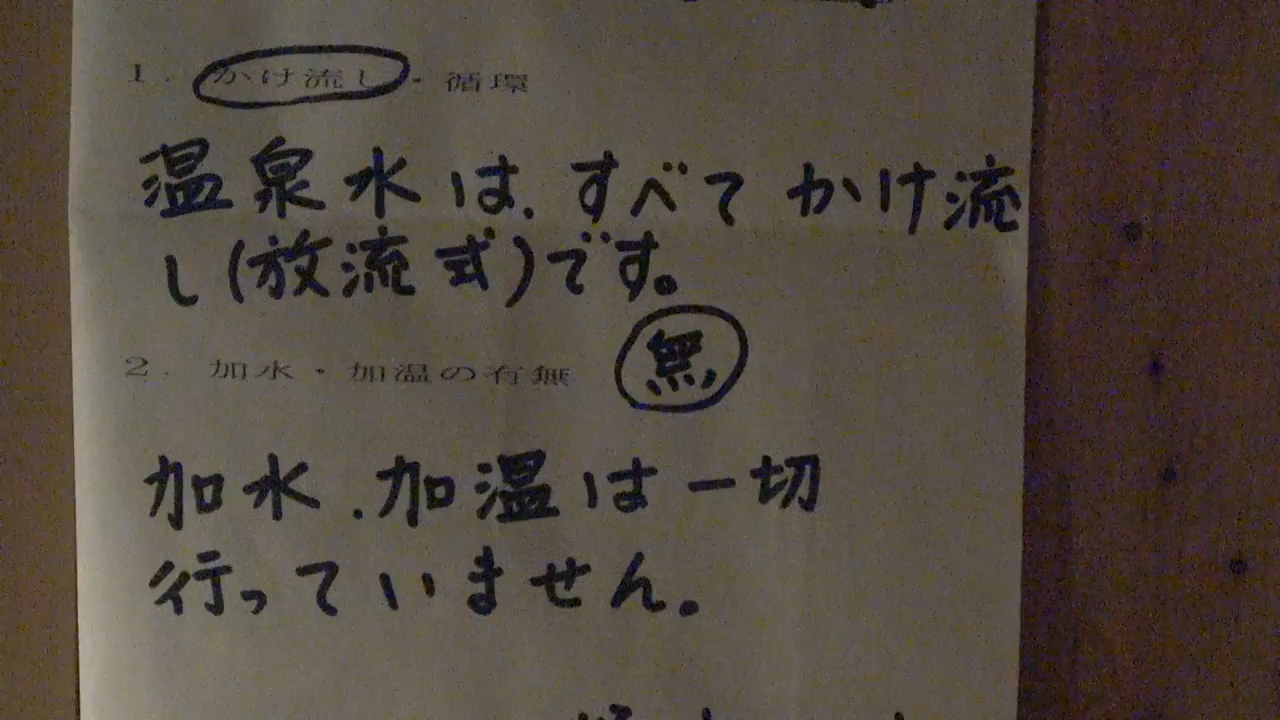 1. かけ流し・循環
温泉水は、すべてかけ流
し(放流式)です。
2. 加水・加温の有無 無
加水、加温は一切
行っていません。